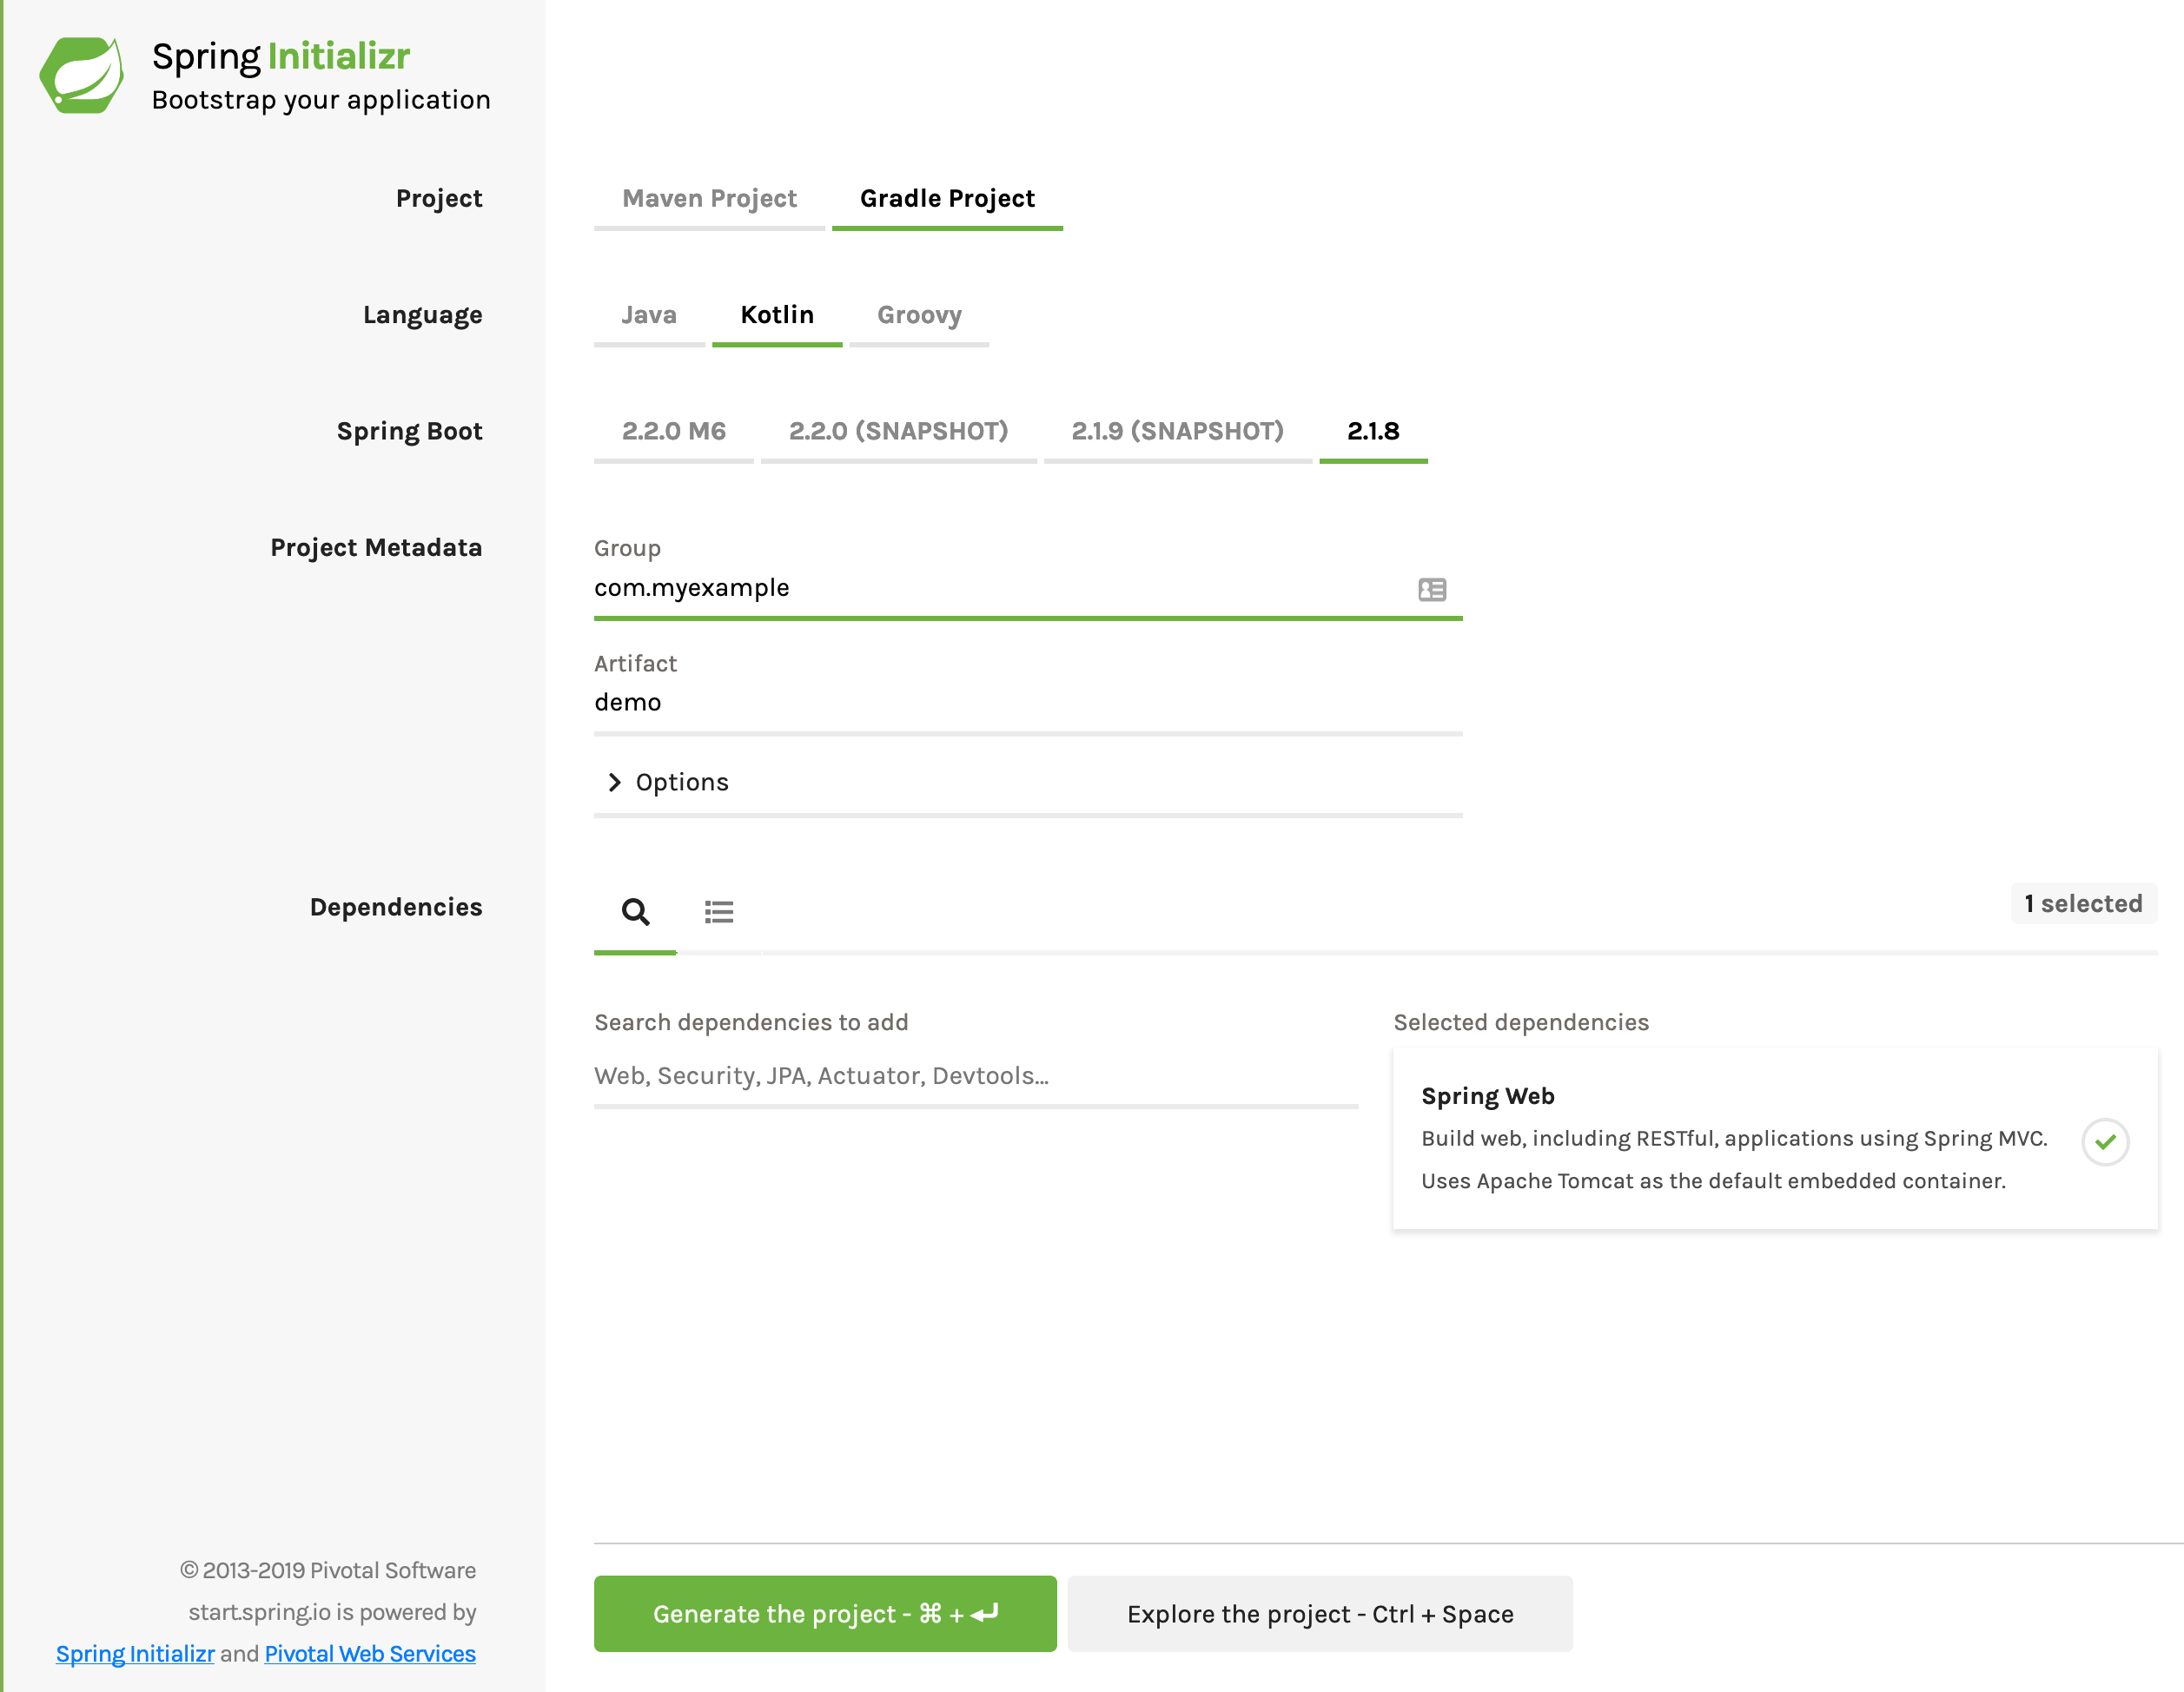 Spring Initializr
Bootstrap your application
Project
Maven Project
Gradle Project
Language
Java
Kotlin
Groovy
Spring Boot
2.2.0 M6
2.2.0 (SNAPSHOT)
2.1.9 (SNAPSHOT)
2.1.8
Project Metadata
Group
com.myexample
Artifact
demo
Options
Dependencies
1 selected
Search dependencies to add
Web, Security, JPA, Actuator, Devtools...
Selected dependencies
Spring Web
Build web, including RESTful, applications using Spring MVC.
Uses Apache Tomcat as the default embedded container.
© 2013-2019 Pivotal Software
start.spring.io is powered by
Spring Initializr and Pivotal Web Services
Generate the project - ⌘ + ↵
Explore the project - Ctrl + Space